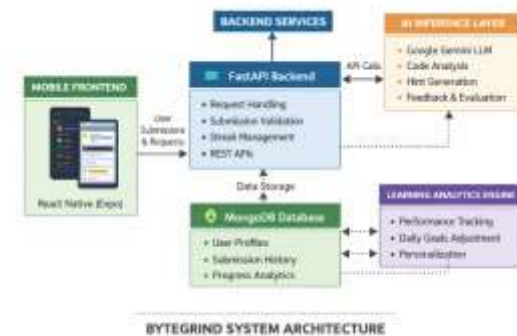 BACKEND SERVICES
AI INFERENCE LAYER
• Google Gemini LLM
• Code Analysis
• Hint Generation
• Feedback & Evaluation
API Calls
FastAPI Backend
• Request Handling
• Submission Validation
• Streak Management
• REST APIs
MOBILE FRONTEND
React Native (Expo)
User
Submissions
& Requests
Data Storage
MongoDB Database
• User Profiles
• Submission History
• Progress Analytics
LEARNING ANALYTICS ENGINE
• Performance Tracking
• Daily Goals Adjustment
• Personalization
BYTEGRIND SYSTEM ARCHITECTURE